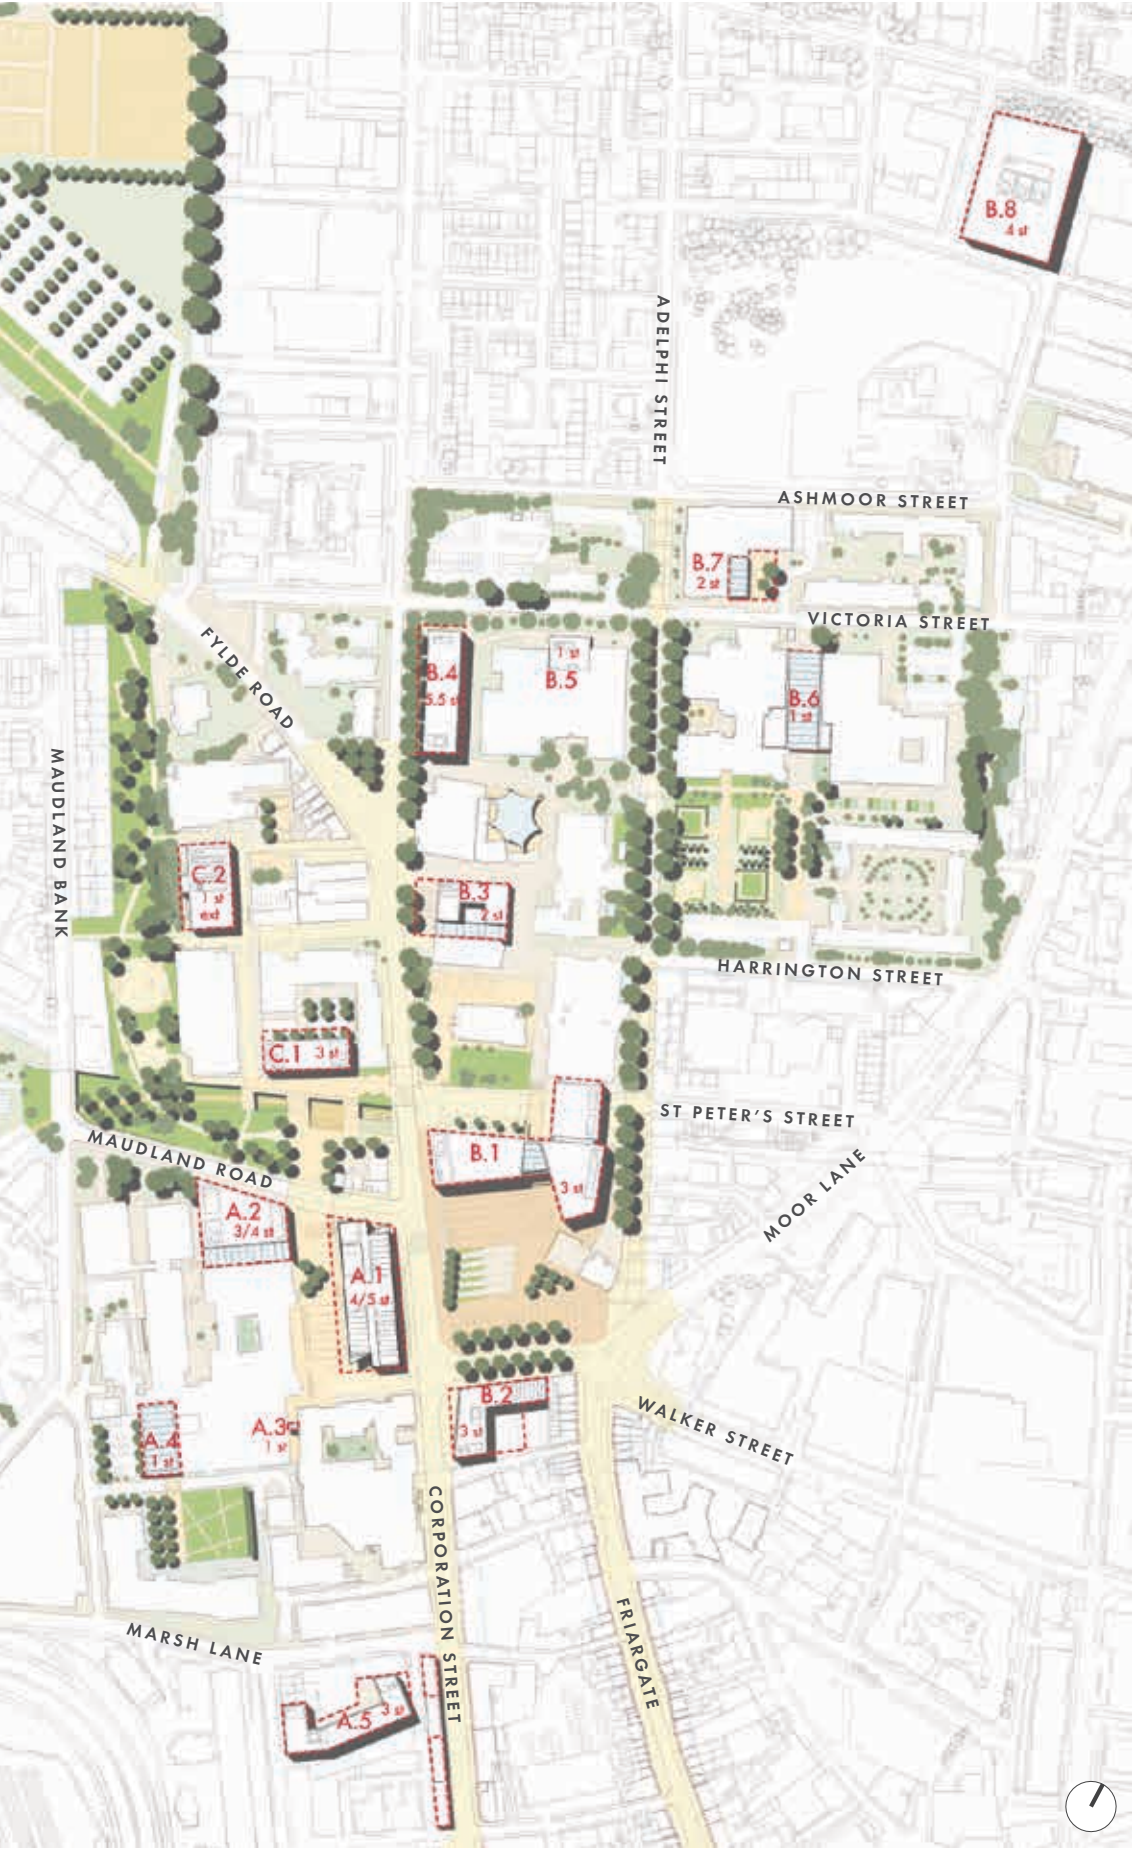 B.8
4 st
ADELPHI STREET
ASHMOOR STREET
B.7
2 st
VICTORIA STREET
FYLDE ROAD
B.4
5.5 st
1 st
B.5
B.6
1 st
MAUDLAND BANK
C.2
1 st
ext
B.3
2 st
HARRINGTON STREET
C.1 3 st
ST PETER'S STREET
MAUDLAND ROAD
B.1
3 st
MOOR LANE
A.2
3/4 st
A.1
4/5 st
B.2
3 st
WALKER STREET
A.3
1 st
A.4
1 st
CORPORATION STREET
FRIARGATE
MARSH LANE
A.5 3 st